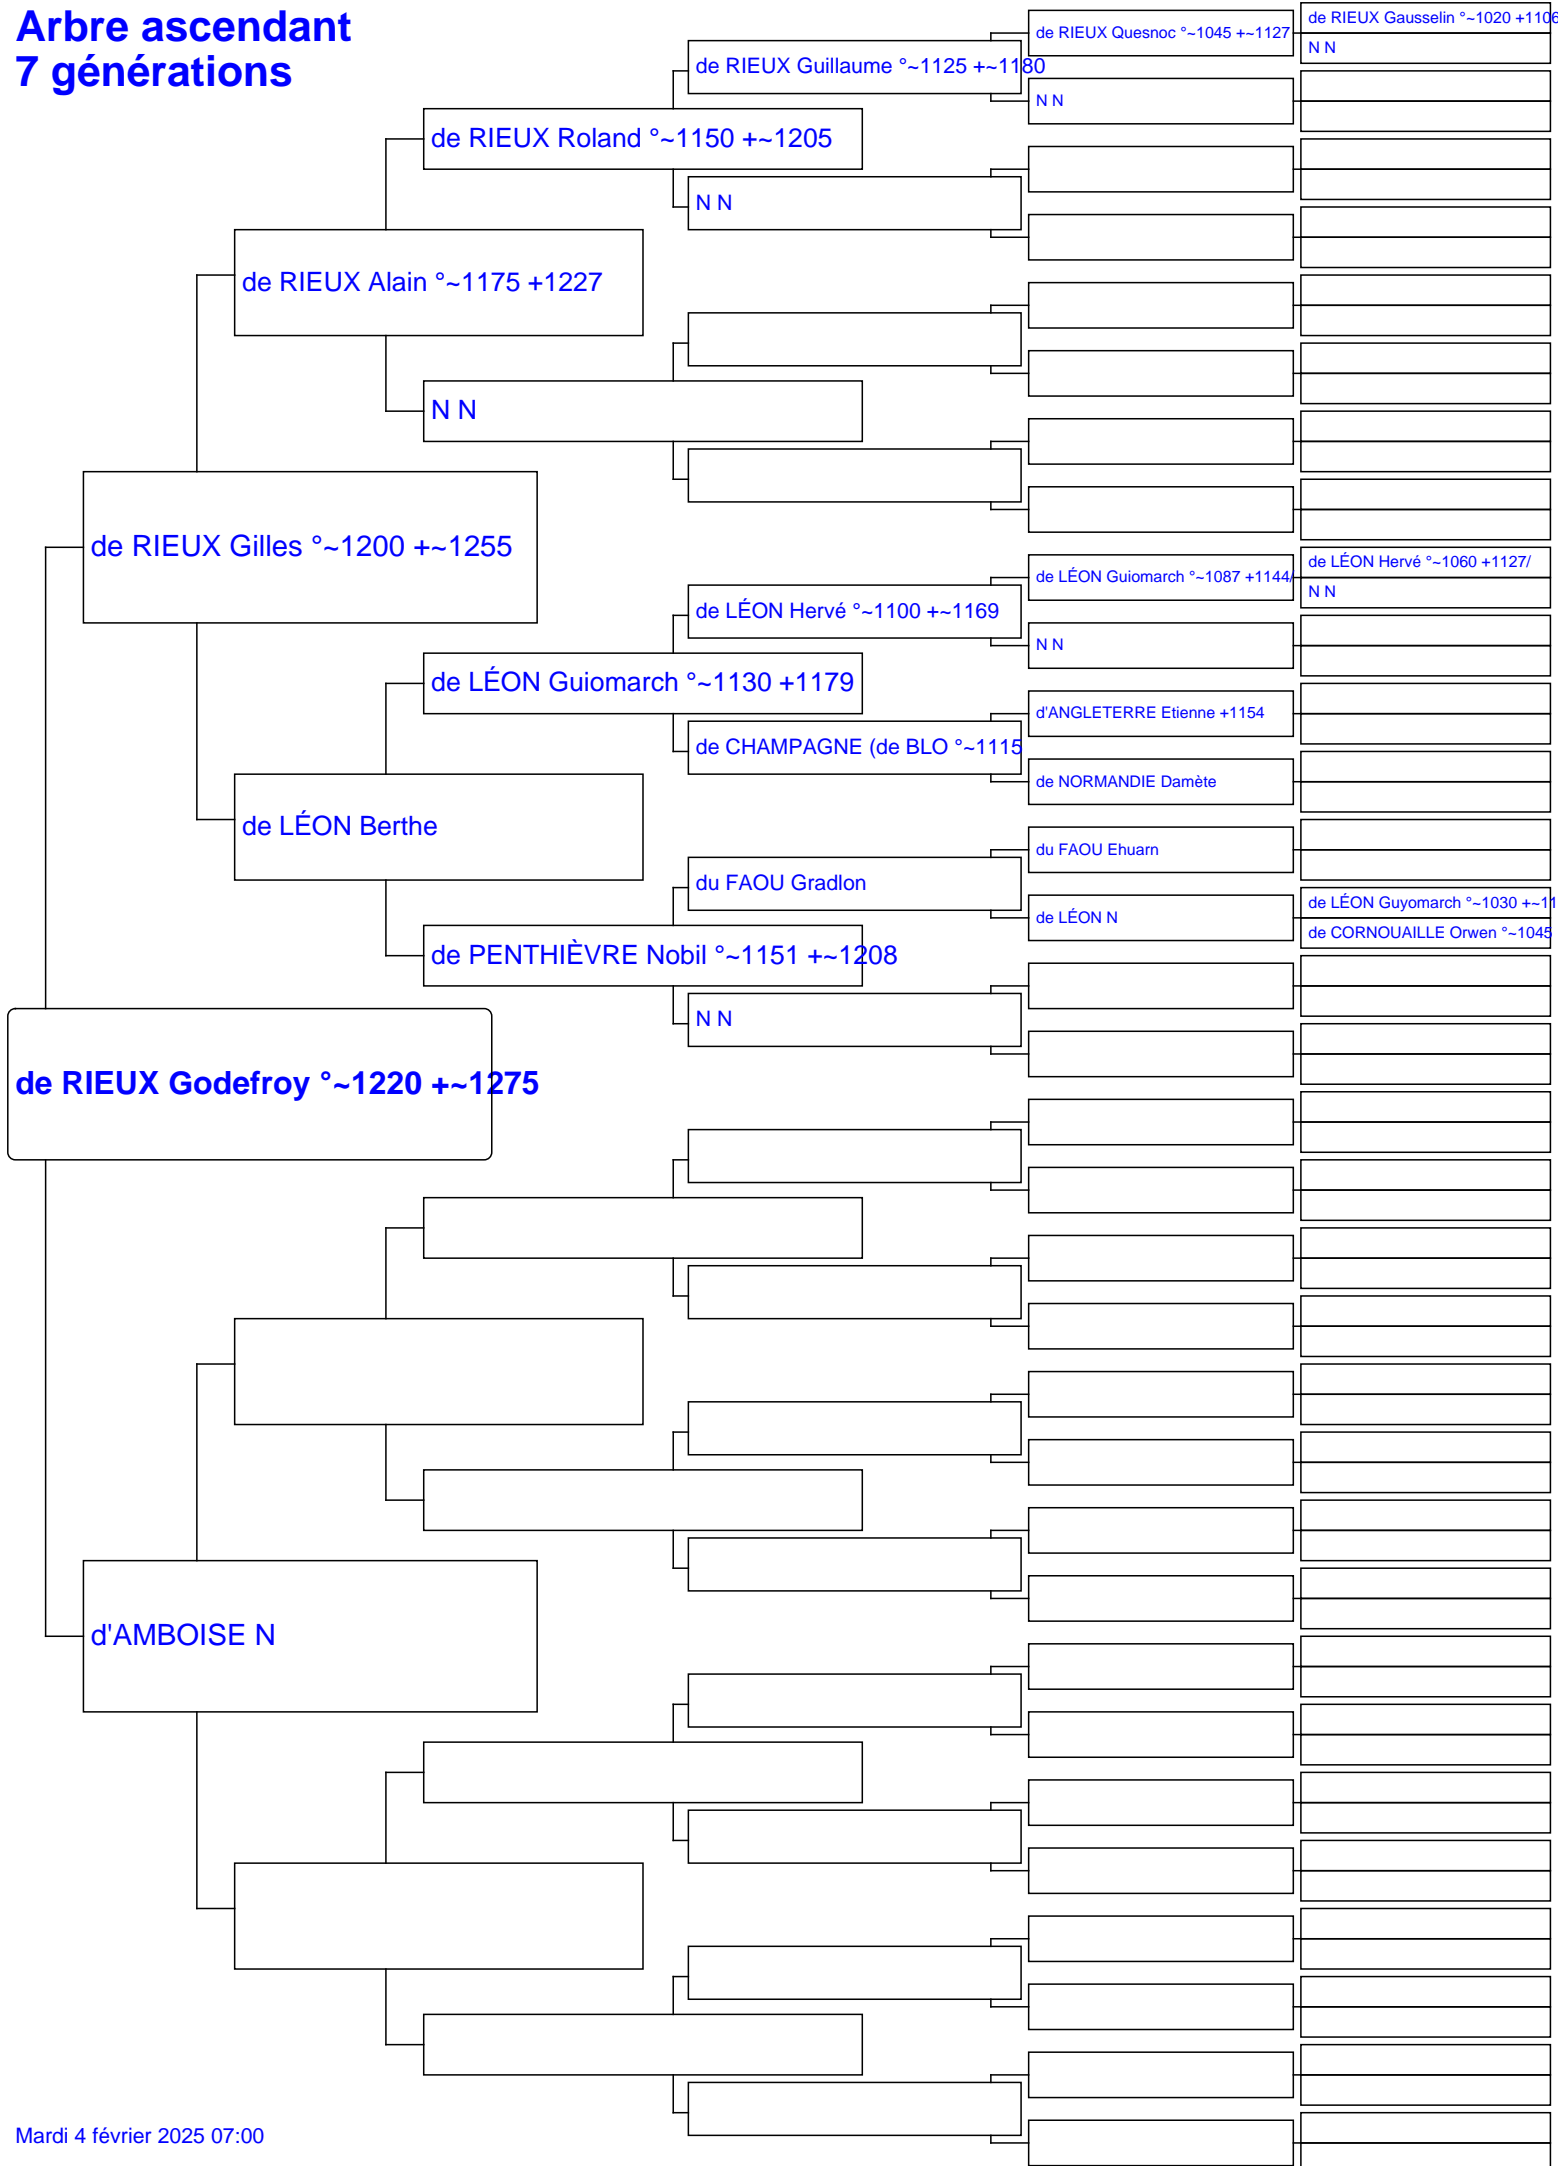 Arbre ascendant
7 générations
de RIEUX Gausselin °~1020 +1106
de RIEUX Quesnoc °~1045 +~1127
N N
de RIEUX Guillaume °~1125 +~1180
N N
de RIEUX Roland °~1150 +~1205
N N
de RIEUX Alain °~1175 +1227
N N
de RIEUX Gilles °~1200 +~1255
de LÉON Hervé °~1060 +1127/
de LÉON Guiomarch °~1087 +1144/
N N
de LÉON Hervé °~1100 +~1169
N N
de LÉON Guiomarch °~1130 +1179
d'ANGLETERRE Etienne +1154
de CHAMPAGNE (de BLO °~1115
de NORMANDIE Damète
de LÉON Berthe
du FAOU Ehuarn
du FAOU Gradlon
de LÉON Guyomarch °~1030 +~11
de LÉON N
de CORNOUAILLE Orwen °~1045
de PENTHIÈVRE Nobil °~1151 +~1208
N N
de RIEUX Godefroy °~1220 +~1275
d'AMBOISE N
Mardi 4 février 2025 07:00